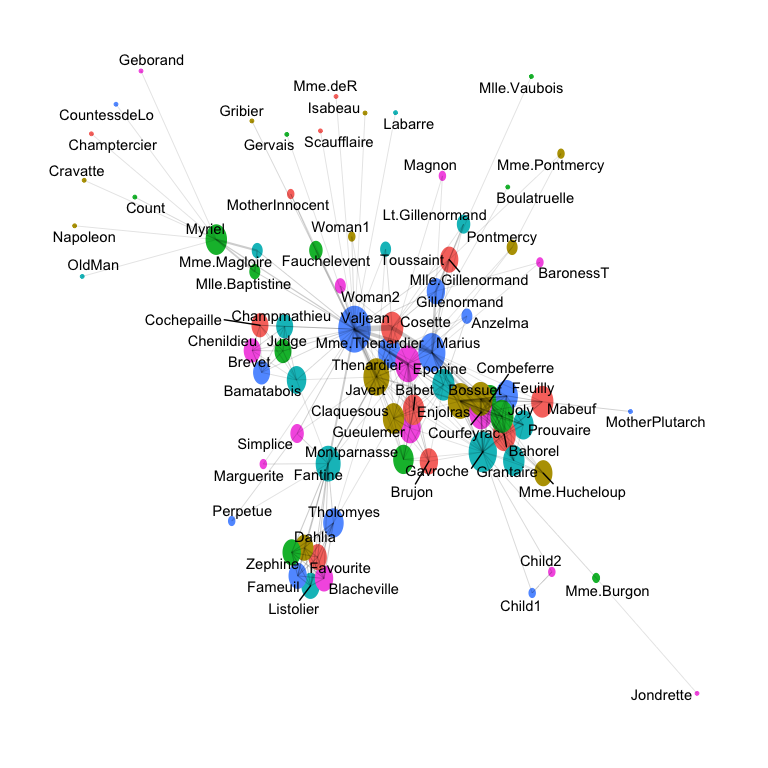 Geborand
Mme.deR
Mlle.Vaubois
CountessdeLo
Gribier
Isabeau
Labarre
Champtercier
Gervais
Scaufflaire
Cravatte
Magnon
Mme.Pontmercy
Count
MotherInnocent
Boulatruelle
Napoleon
Myriel
Woman1
Lt.Gillenormand
Pontmercy
OldMan
Mme.Magloire
Fauchelevent
Toussaint
Mlle.Baptistine
Mlle.Gillenormand
BaronessT
Woman2
Gillenormand
Cochepaille
Champmathieu
Valjean
Cosette
Anzelma
Chenildieu
Judge
Mme.Thenardier
Marius
Brevet
Thenardier
Eponine
Combeferre
Bamatabois
Javert
Babet
Bossuet
Feuilly
Claquesous
Enjolras
Joly
Mabeuf
Gueulemer
Courfeyrac
Prouvaire
MotherPlutarch
Simplice
Montparnasse
Bahorel
Marguerite
Fantine
Gavroche
Grantaire
Brujon
Mme.Hucheloup
Perpetue
Tholomyes
Dahlia
Zephine
Favourite
Child2
Fameuil
Blacheville
Mme.Burgon
Listolier
Child1
Jondrette